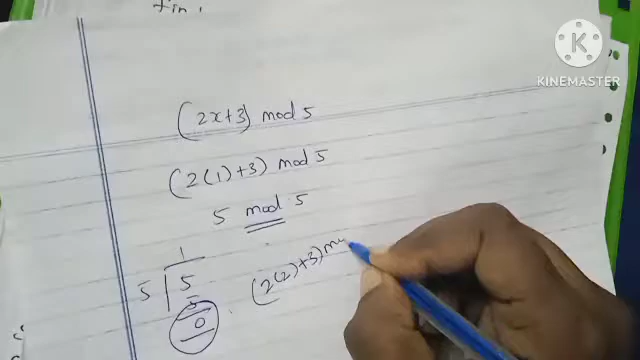 K
KINEMASTER
(2x+3) mod 5
(2(1)+3) mod 5
5 mod 5
1
5 5
5
0
(2(2)+3) m